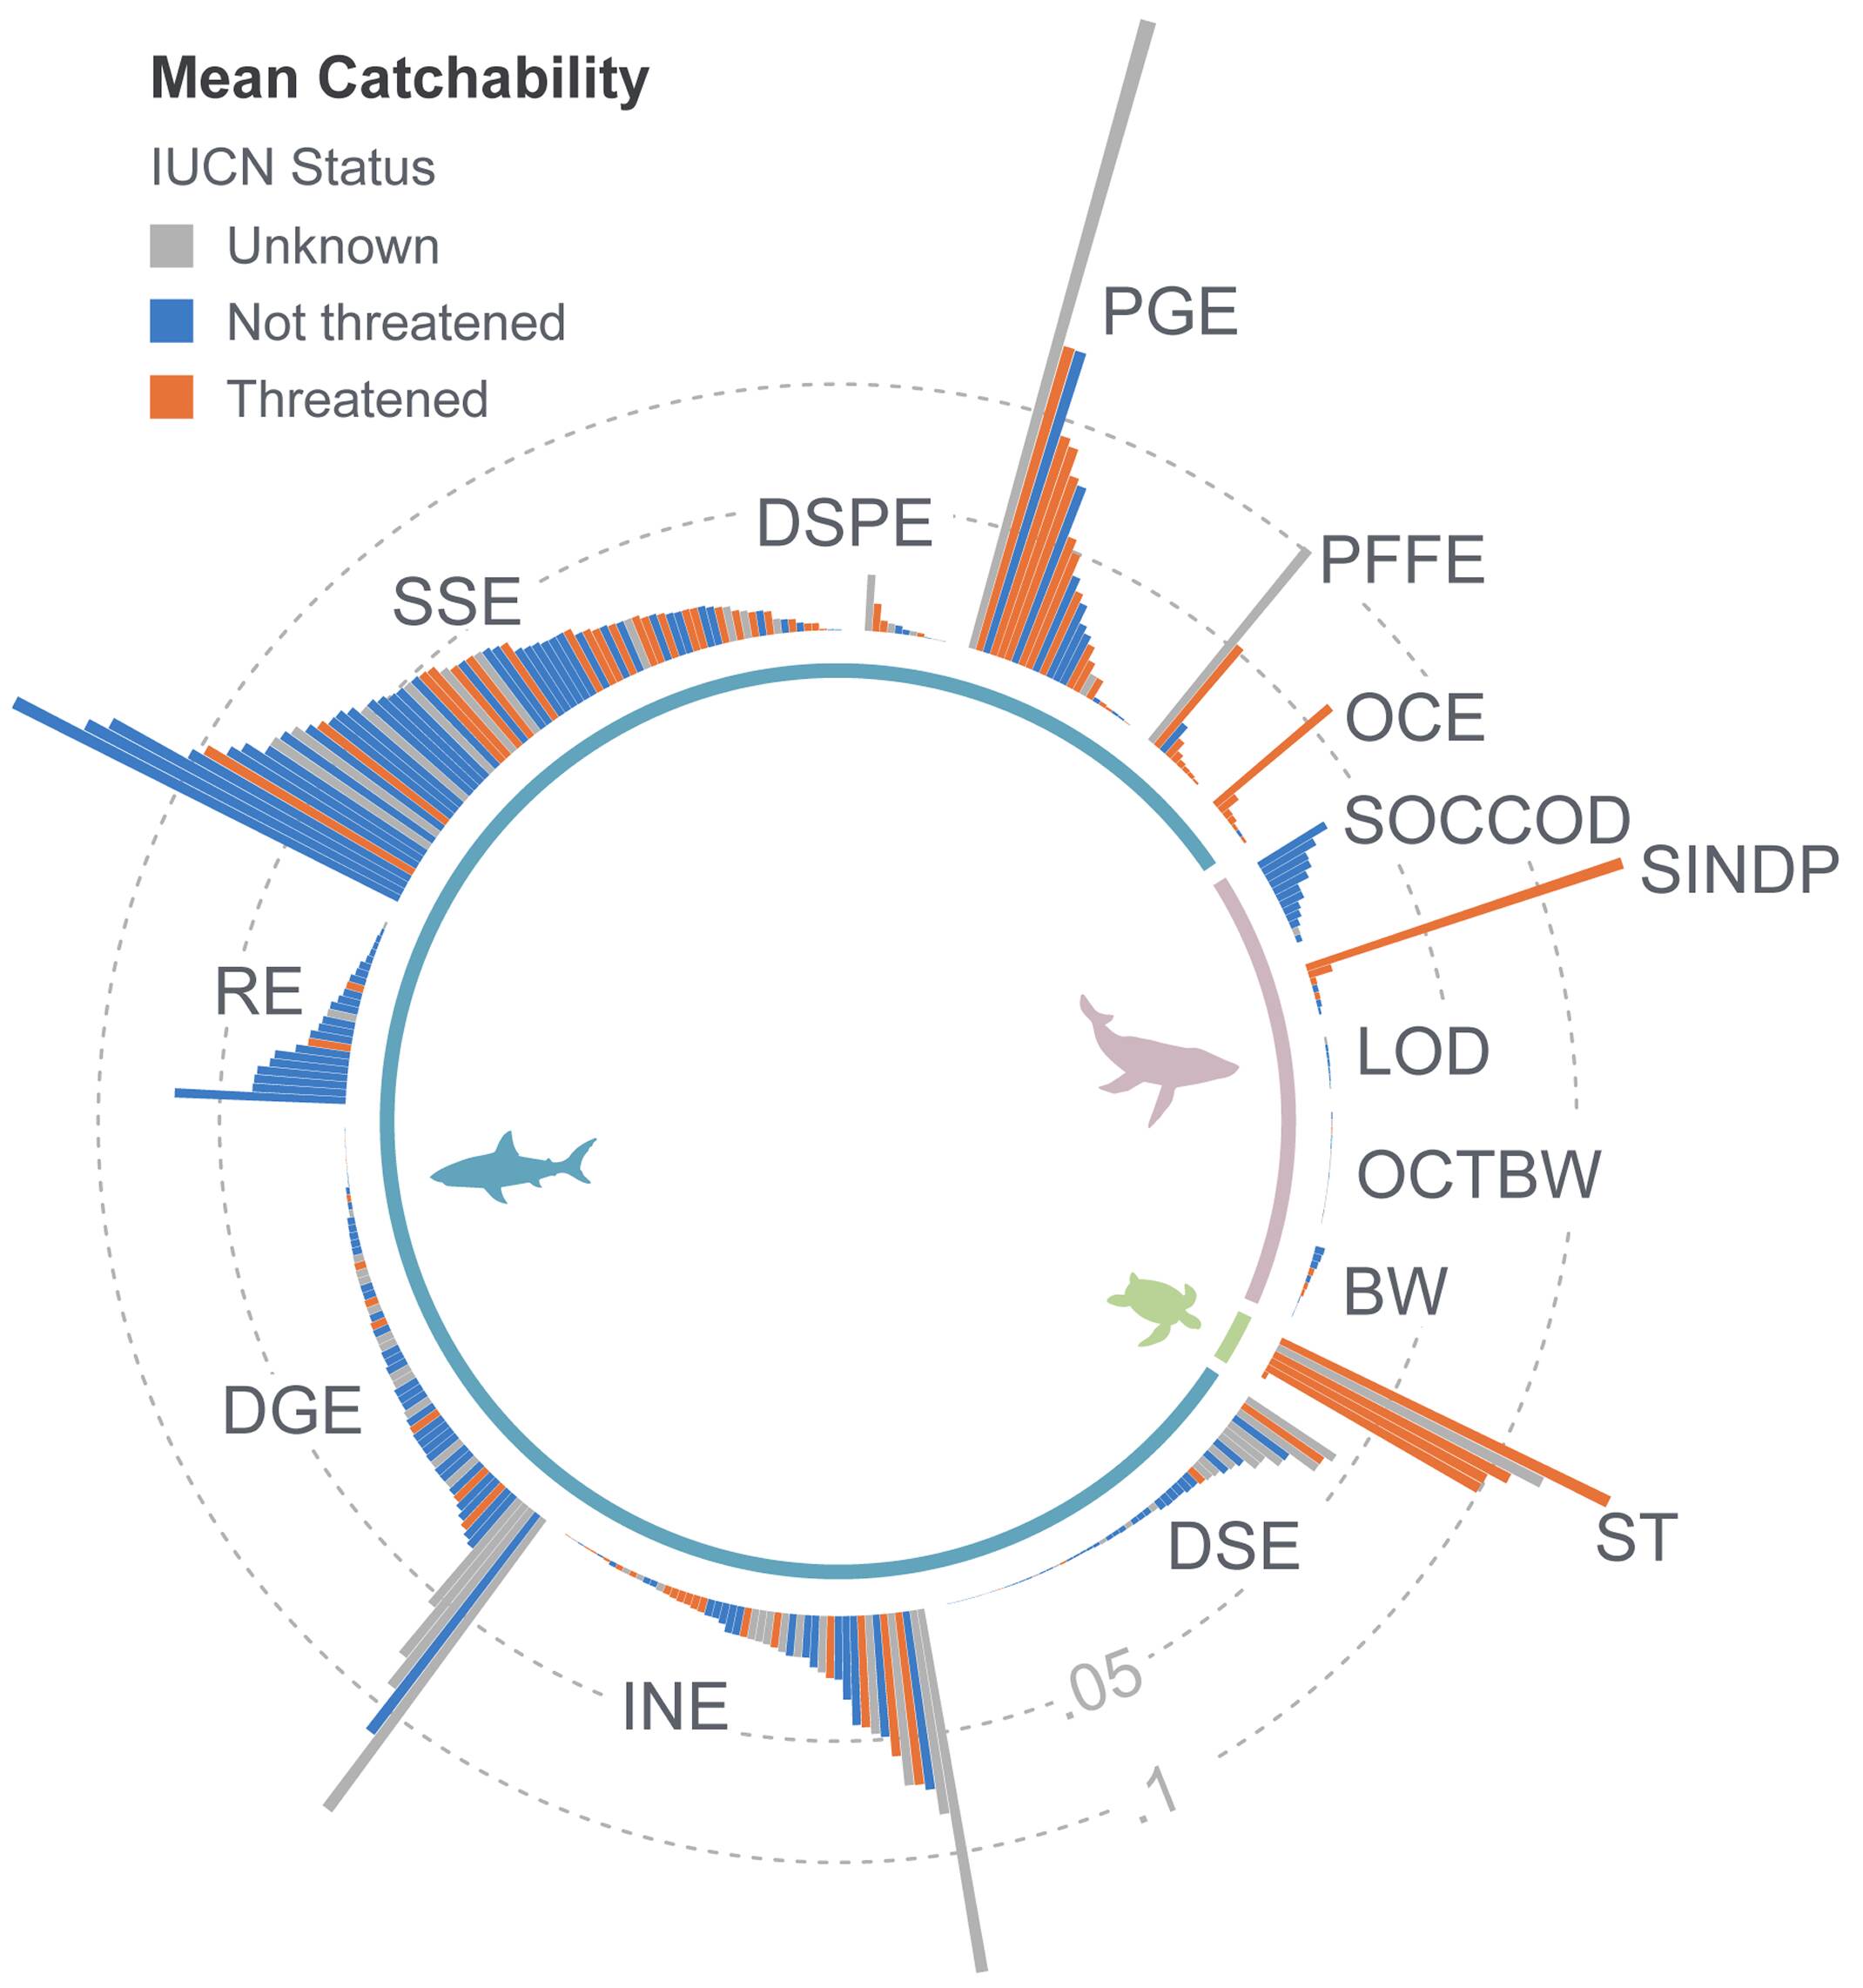 Mean Catchability
IUCN Status
Unknown
Not threatened
Threatened
PGE
DSPE
PFFE
SSE
OCE
SOCCOD
SINDP
RE
LOD
OCTBW
BW
DGE
ST
DSE
.05
INE
.1